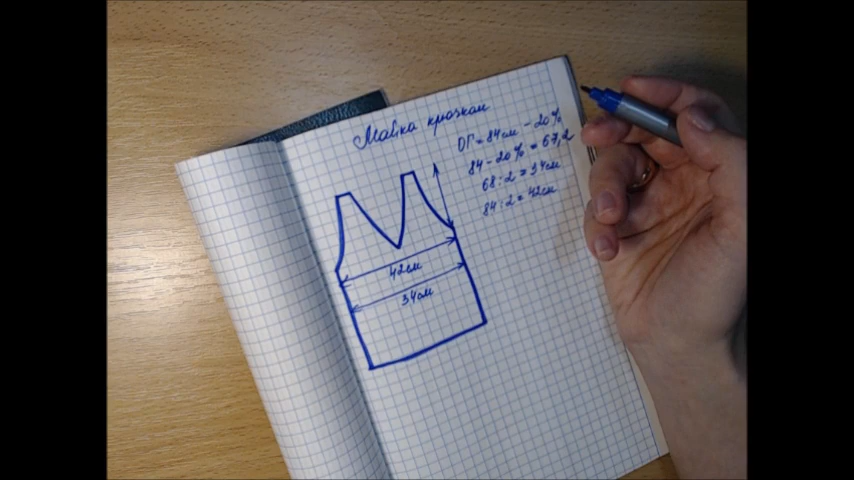 Майка крючком
ОГ = 84см - 20%
84 - 20% = 67,2
68 : 2 = 34см
84 : 2 = 42см
42см
34см